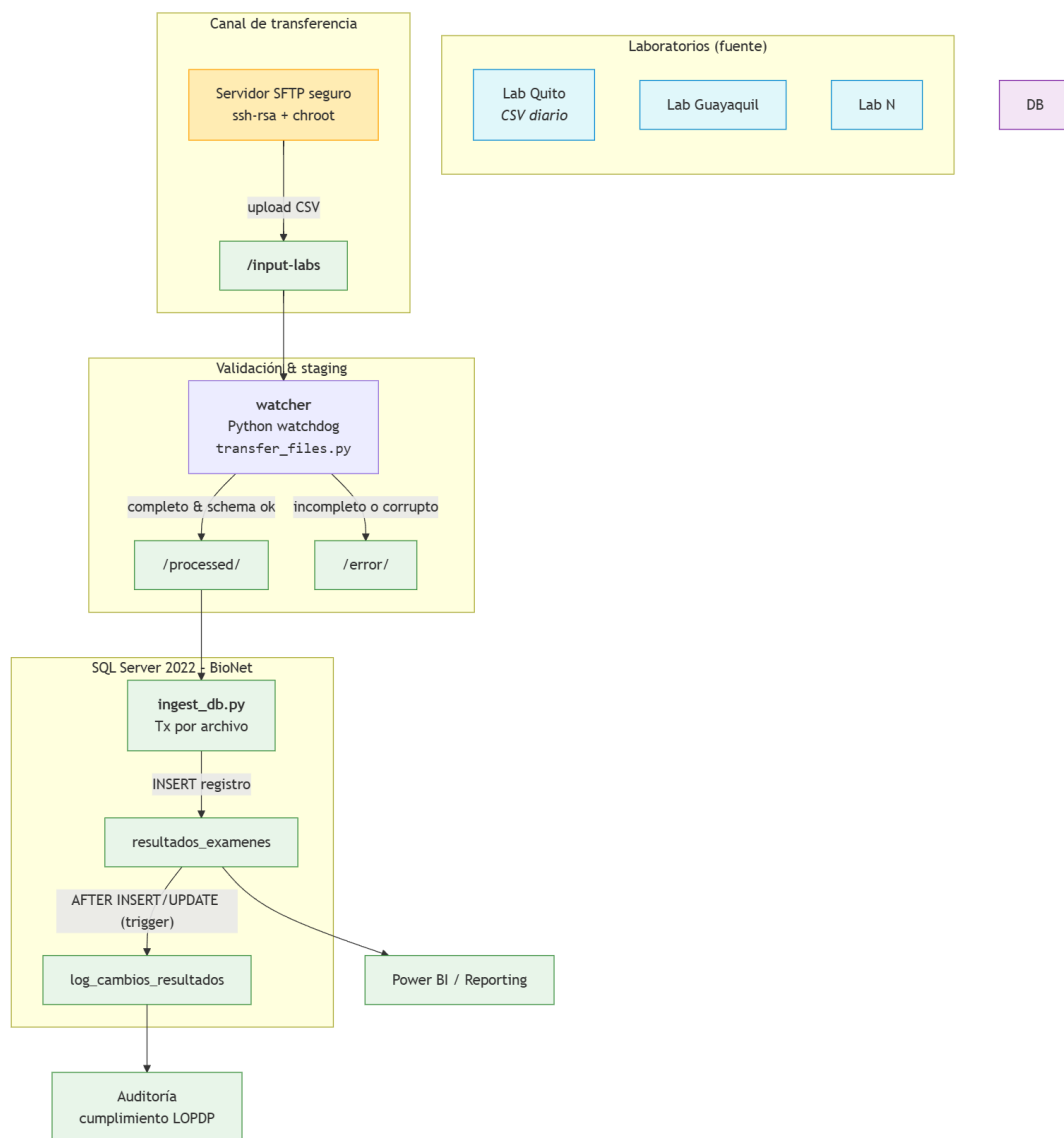 Canal de transferencia
Servidor SFTP seguro
ssh-rsa + chroot
upload CSV
/input-labs
Laboratorios (fuente)
Lab Quito
CSV diario
Lab Guayaquil
Lab N
DB
Validación & staging
watcher
Python watchdog
transfer_files.py
completo & schema ok
incompleto o corrupto
/processed/
/error/
SQL Server 2022 - BioNet
ingest_db.py
Tx por archivo
INSERT registro
resultados_examenes
AFTER INSERT/UPDATE
(trigger)
log_cambios_resultados
Power BI / Reporting
Auditoría
cumplimiento LOPDP